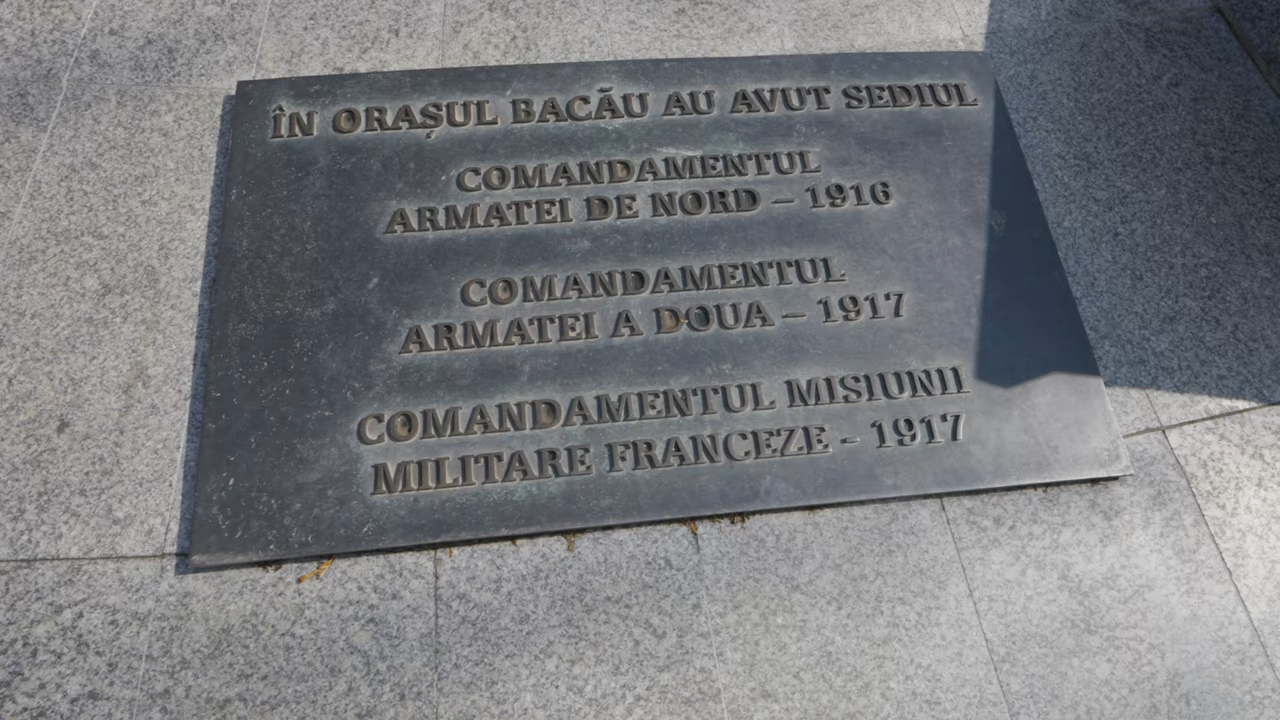 ÎN ORAȘUL BACĂU AU AVUT SEDIUL
COMANDAMENTUL
ARMATEI DE NORD – 1916
COMANDAMENTUL
ARMATEI A DOUA – 1917
COMANDAMENTUL MISIUNII
MILITARE FRANCEZE - 1917